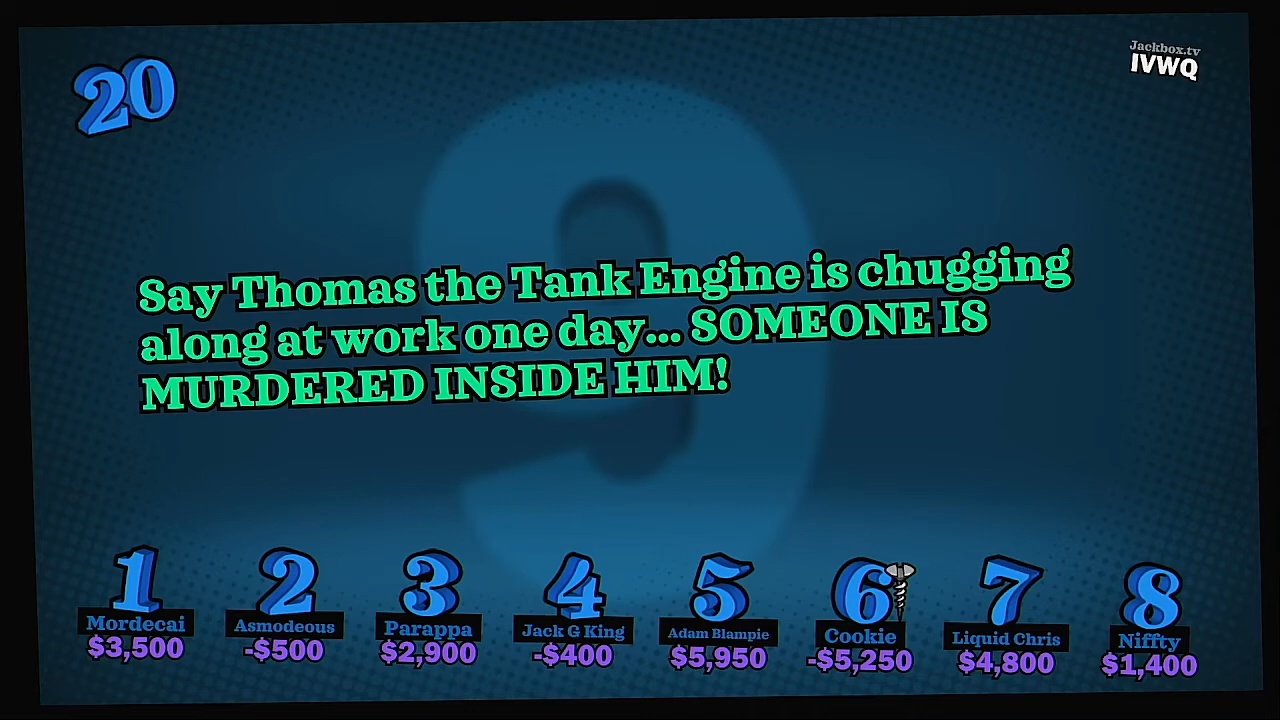 20
Jackbox.tv
IVWQ
Say Thomas the Tank Engine is chugging
along at work one day... SOMEONE IS
MURDERED INSIDE HIM!
9
1 2 3 4 5 6 7 8
Mordecai Asmodeous Parappa Jack G King Adam Blampie Cookie Liquid Chris Niffty
$3,500 -$500 $2,900 -$400 $5,950 -$5,250 $4,800 $1,400